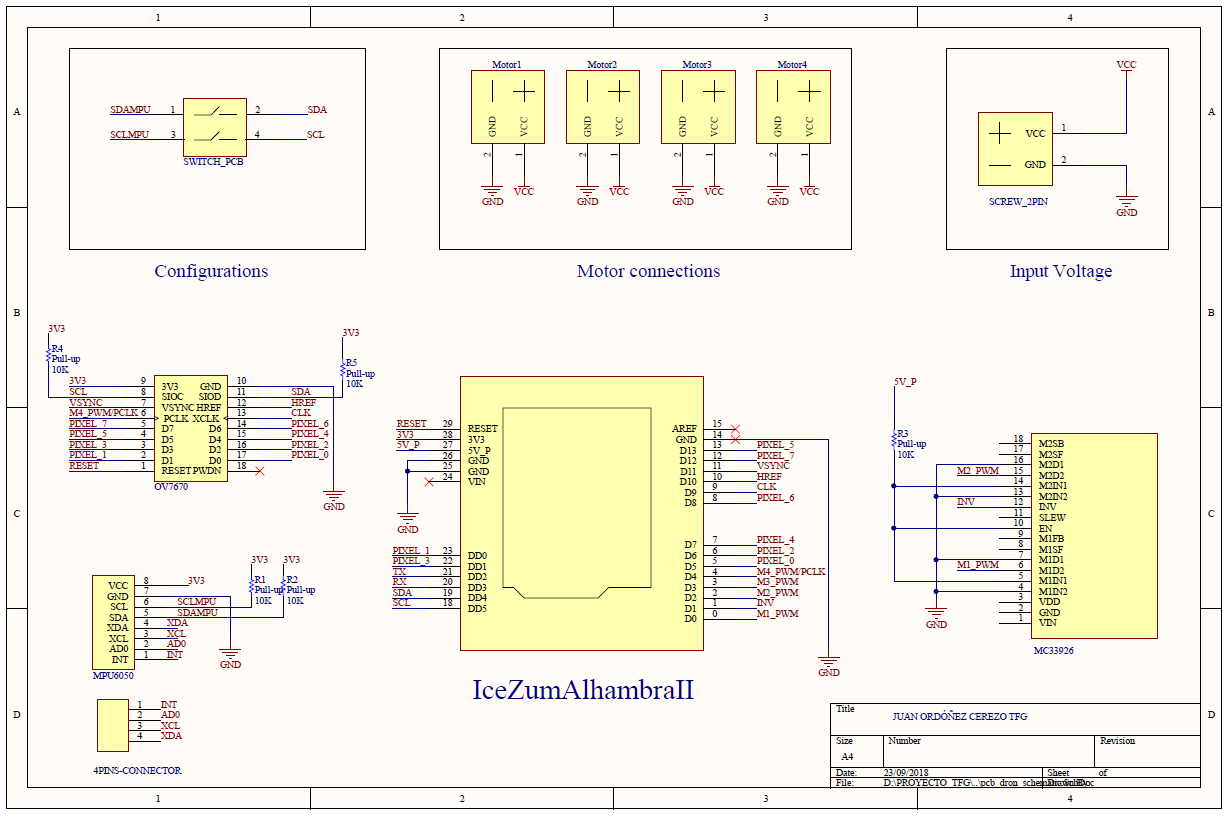 1 2 3 4
A A
Motor1 Motor2 Motor3 Motor4
VCC
SDAMPU 1 2 SDA
SCLMPU 3 4 SCL
SWITCH_PCB
GND VCC GND VCC GND VCC GND VCC
2 1 2 1 2 1 2 1
VCC VCC VCC VCC
GND GND GND GND
VCC 1
GND 2
SCREW_2PIN
GND
Configurations
Motor connections
Input Voltage
B B
3V3
R4
Pull-up
10K
3V3
R5
Pull-up
10K
3V3 9 3V3 GND 10
SCL 8 SIOC SIOD 11 SDA
VSYNC 7 VSYNC HREF 12 HREF
M4_PWM/PCLK 6 PCLK XCLK 13 CLK
PIXEL_7 5 D7 D6 14 PIXEL_6
PIXEL_5 4 D5 D4 15 PIXEL_4
PIXEL_3 3 D3 D2 16 PIXEL_2
PIXEL_1 2 D1 D0 17 PIXEL_0
RESET 1 RESET PWDN 18
OV7670
GND
RESET 29 RESET
3V3 28 3V3
5V_P 27 5V_P
26 GND
25 GND
24 VIN
GND
PIXEL_1 23 DD0
PIXEL_3 22 DD1
TX 21 DD2
RX 20 DD3
SDA 19 DD4
SCL 18 DD5
AREF 15
GND 14
D13 13 PIXEL_5
D12 12 PIXEL_7
D11 11 VSYNC
D10 10 HREF
D9 9 CLK
D8 8 PIXEL_6
D7 7 PIXEL_4
D6 6 PIXEL_2
D5 5 PIXEL_0
D4 4 M4_PWM/PCLK
D3 3 M3_PWM
D2 2 M2_PWM
D1 1 INV
D0 0 M1_PWM
GND
IceZumAlhambraII
5V_P
R3
Pull-up
10K
18 M2SB
17 M2SF
16 M2D1
M2_PWM 15 M2D2
14 M2IN1
13 M2IN2
INV 12 INV
11 SLEW
10 EN
9 M1FB
8 M1SF
7 M1D1
M1_PWM 6 M1D2
5 M1IN1
4 M1IN2
3 VDD
2 GND
1 VIN
GND
MC33926
C C
3V3 3V3
R1
Pull-up
10K
R2
Pull-up
10K
VCC 8 3V3
GND 7
SCL 6 SCLMPU
SDA 5 SDAMPU
XDA 4 XDA
XCL 3 XCL
AD0 2 AD0
INT 1 INT
MPU6050
GND
1 INT
2 AD0
3 XCL
4 XDA
4PINS-CONNECTOR
D D
Title
JUAN ORDÓÑEZ CEREZO TFG
Size Number Revision
A4
Date: 23/09/2018 Sheet of
File: D:\PROYECTO_TFG\..\pcb_dron_schematic
1 2 3 4